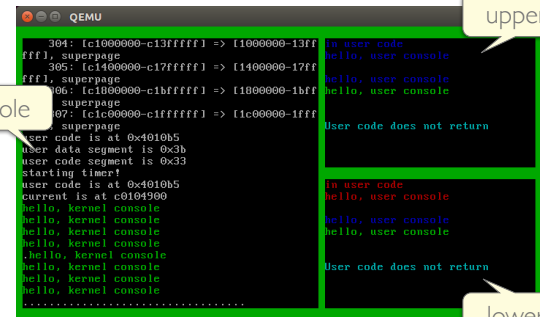 QEMU
upper
304: [c1000000-c13fffff] => [1000000-13ff
fff], superpage
305: [c1400000-c17fffff] => [1400000-17ff
fff], superpage
306: [c1800000-c1bfffff] => [1800000-1bff
superpage
307: [c1c00000-c1ffffff] => [1c00000-1fff
superpage
ole
user code is at 0x4010b5
user data segment is 0x3b
user code segment is 0x33
starting timer!
user code is at 0x4010b5
current is at c0104900
hello, kernel console
hello, kernel console
hello, kernel console
hello, kernel console
.hello, kernel console
hello, kernel console
hello, kernel console
hello, kernel console
.................................
in user code
hello, user console
hello, user console
hello, user console
User code does not return
in user code
hello, user console
hello, user console
hello, user console
User code does not return
lower